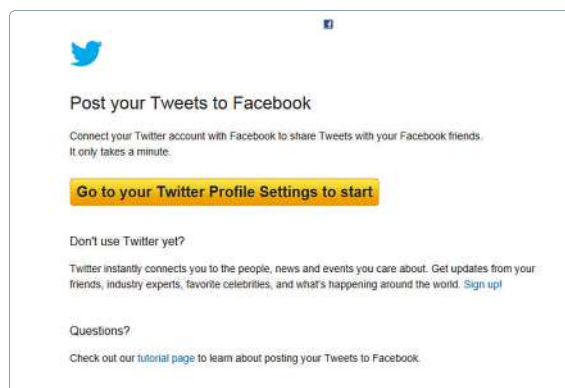 Post your Tweets to Facebook
Connect your Twitter account with Facebook to share Tweets with your Facebook friends.
It only takes a minute.
Go to your Twitter Profile Settings to start
Don't use Twitter yet?
Twitter instantly connects you to the people, news and events you care about. Get updates from your
friends, industry experts, favorite celebrities, and what's happening around the world. Sign up!
Questions?
Check out our tutorial page to learn about posting your Tweets to Facebook.